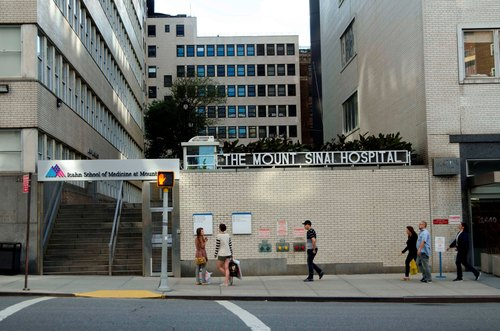 THE MOUNT SINAI HOSPITAL
Icahn School of Medicine at Mount